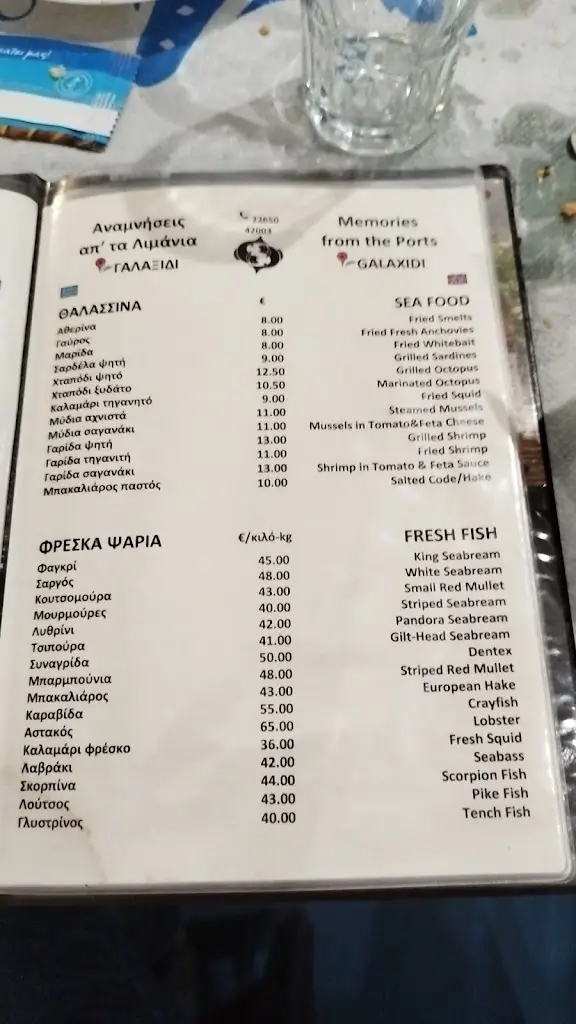 Αναμνήσεις 22650 Memories
απ' τα Λιμάνια 42003 from the Ports
ΓΑΛΑΞΙΔΙ GALAXIDI
ΘΑΛΑΣΣΙΝΑ € SEA FOOD
Αθερίνα 8.00 Fried Smelts
Γαύρος 8.00 Fried Fresh Anchovies
Μαρίδα 8.00 Fried Whitebait
Σαρδέλα ψητή 9.00 Grilled Sardines
Χταπόδι ψητό 12.50 Grilled Octopus
Χταπόδι ξυδάτο 10.50 Marinated Octopus
Καλαμάρι τηγανητό 9.00 Fried Squid
Μύδια αχνιστά 11.00 Steamed Mussels
Μύδια σαγανάκι 11.00 Mussels in Tomato&Feta Cheese
Γαρίδα ψητή 13.00 Grilled Shrimp
Γαρίδα τηγανιτή 11.00 Fried Shrimp
Γαρίδα σαγανάκι 13.00 Shrimp in Tomato & Feta Sauce
Μπακαλιάρος παστός 10.00 Salted Code/Hake
ΦΡΕΣΚΑ ΨΑΡΙΑ €/κιλό-kg FRESH FISH
Φαγκρί 45.00 King Seabream
Σαργός 48.00 White Seabream
Κουτσομούρα 43.00 Small Red Mullet
Μουρμούρες 40.00 Striped Seabream
Λυθρίνι 42.00 Pandora Seabream
Τσιπούρα 41.00 Gilt-Head Seabream
Συναγρίδα 50.00 Dentex
Μπαρμπούνια 48.00 Striped Red Mullet
Μπακαλιάρος 43.00 European Hake
Καραβίδα 55.00 Crayfish
Αστακός 65.00 Lobster
Καλαμάρι φρέσκο 36.00 Fresh Squid
Λαβράκι 42.00 Seabass
Σκορπίνα 44.00 Scorpion Fish
Λούτσος 43.00 Pike Fish
Γλυστρίνος 40.00 Tench Fish